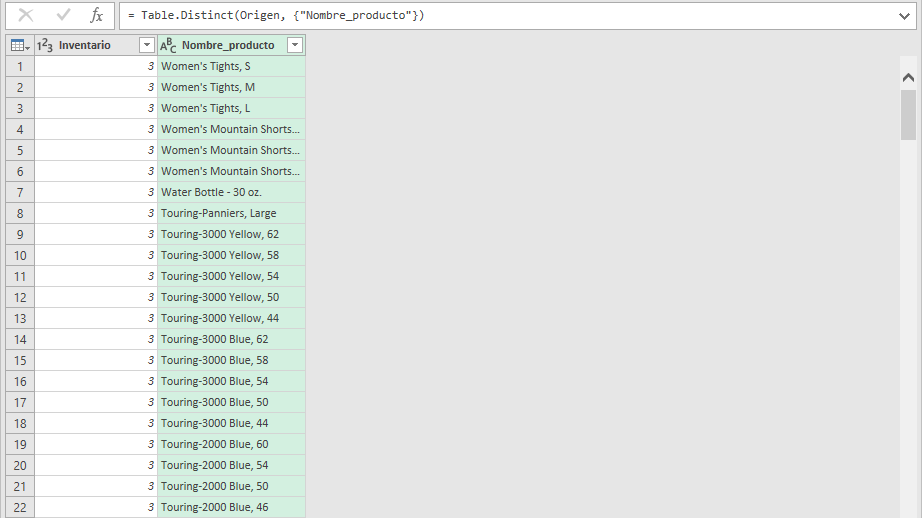 fx = Table.Distinct(Origen, {"Nombre_producto"})
123 Inventario ABC Nombre_producto
1 3 Women's Tights, S
2 3 Women's Tights, M
3 3 Women's Tights, L
4 3 Women's Mountain Shorts...
5 3 Women's Mountain Shorts...
6 3 Women's Mountain Shorts...
7 3 Water Bottle - 30 oz.
8 3 Touring-Panniers, Large
9 3 Touring-3000 Yellow, 62
10 3 Touring-3000 Yellow, 58
11 3 Touring-3000 Yellow, 54
12 3 Touring-3000 Yellow, 50
13 3 Touring-3000 Yellow, 44
14 3 Touring-3000 Blue, 62
15 3 Touring-3000 Blue, 58
16 3 Touring-3000 Blue, 54
17 3 Touring-3000 Blue, 50
18 3 Touring-3000 Blue, 44
19 3 Touring-2000 Blue, 60
20 3 Touring-2000 Blue, 54
21 3 Touring-2000 Blue, 50
22 3 Touring-2000 Blue, 46